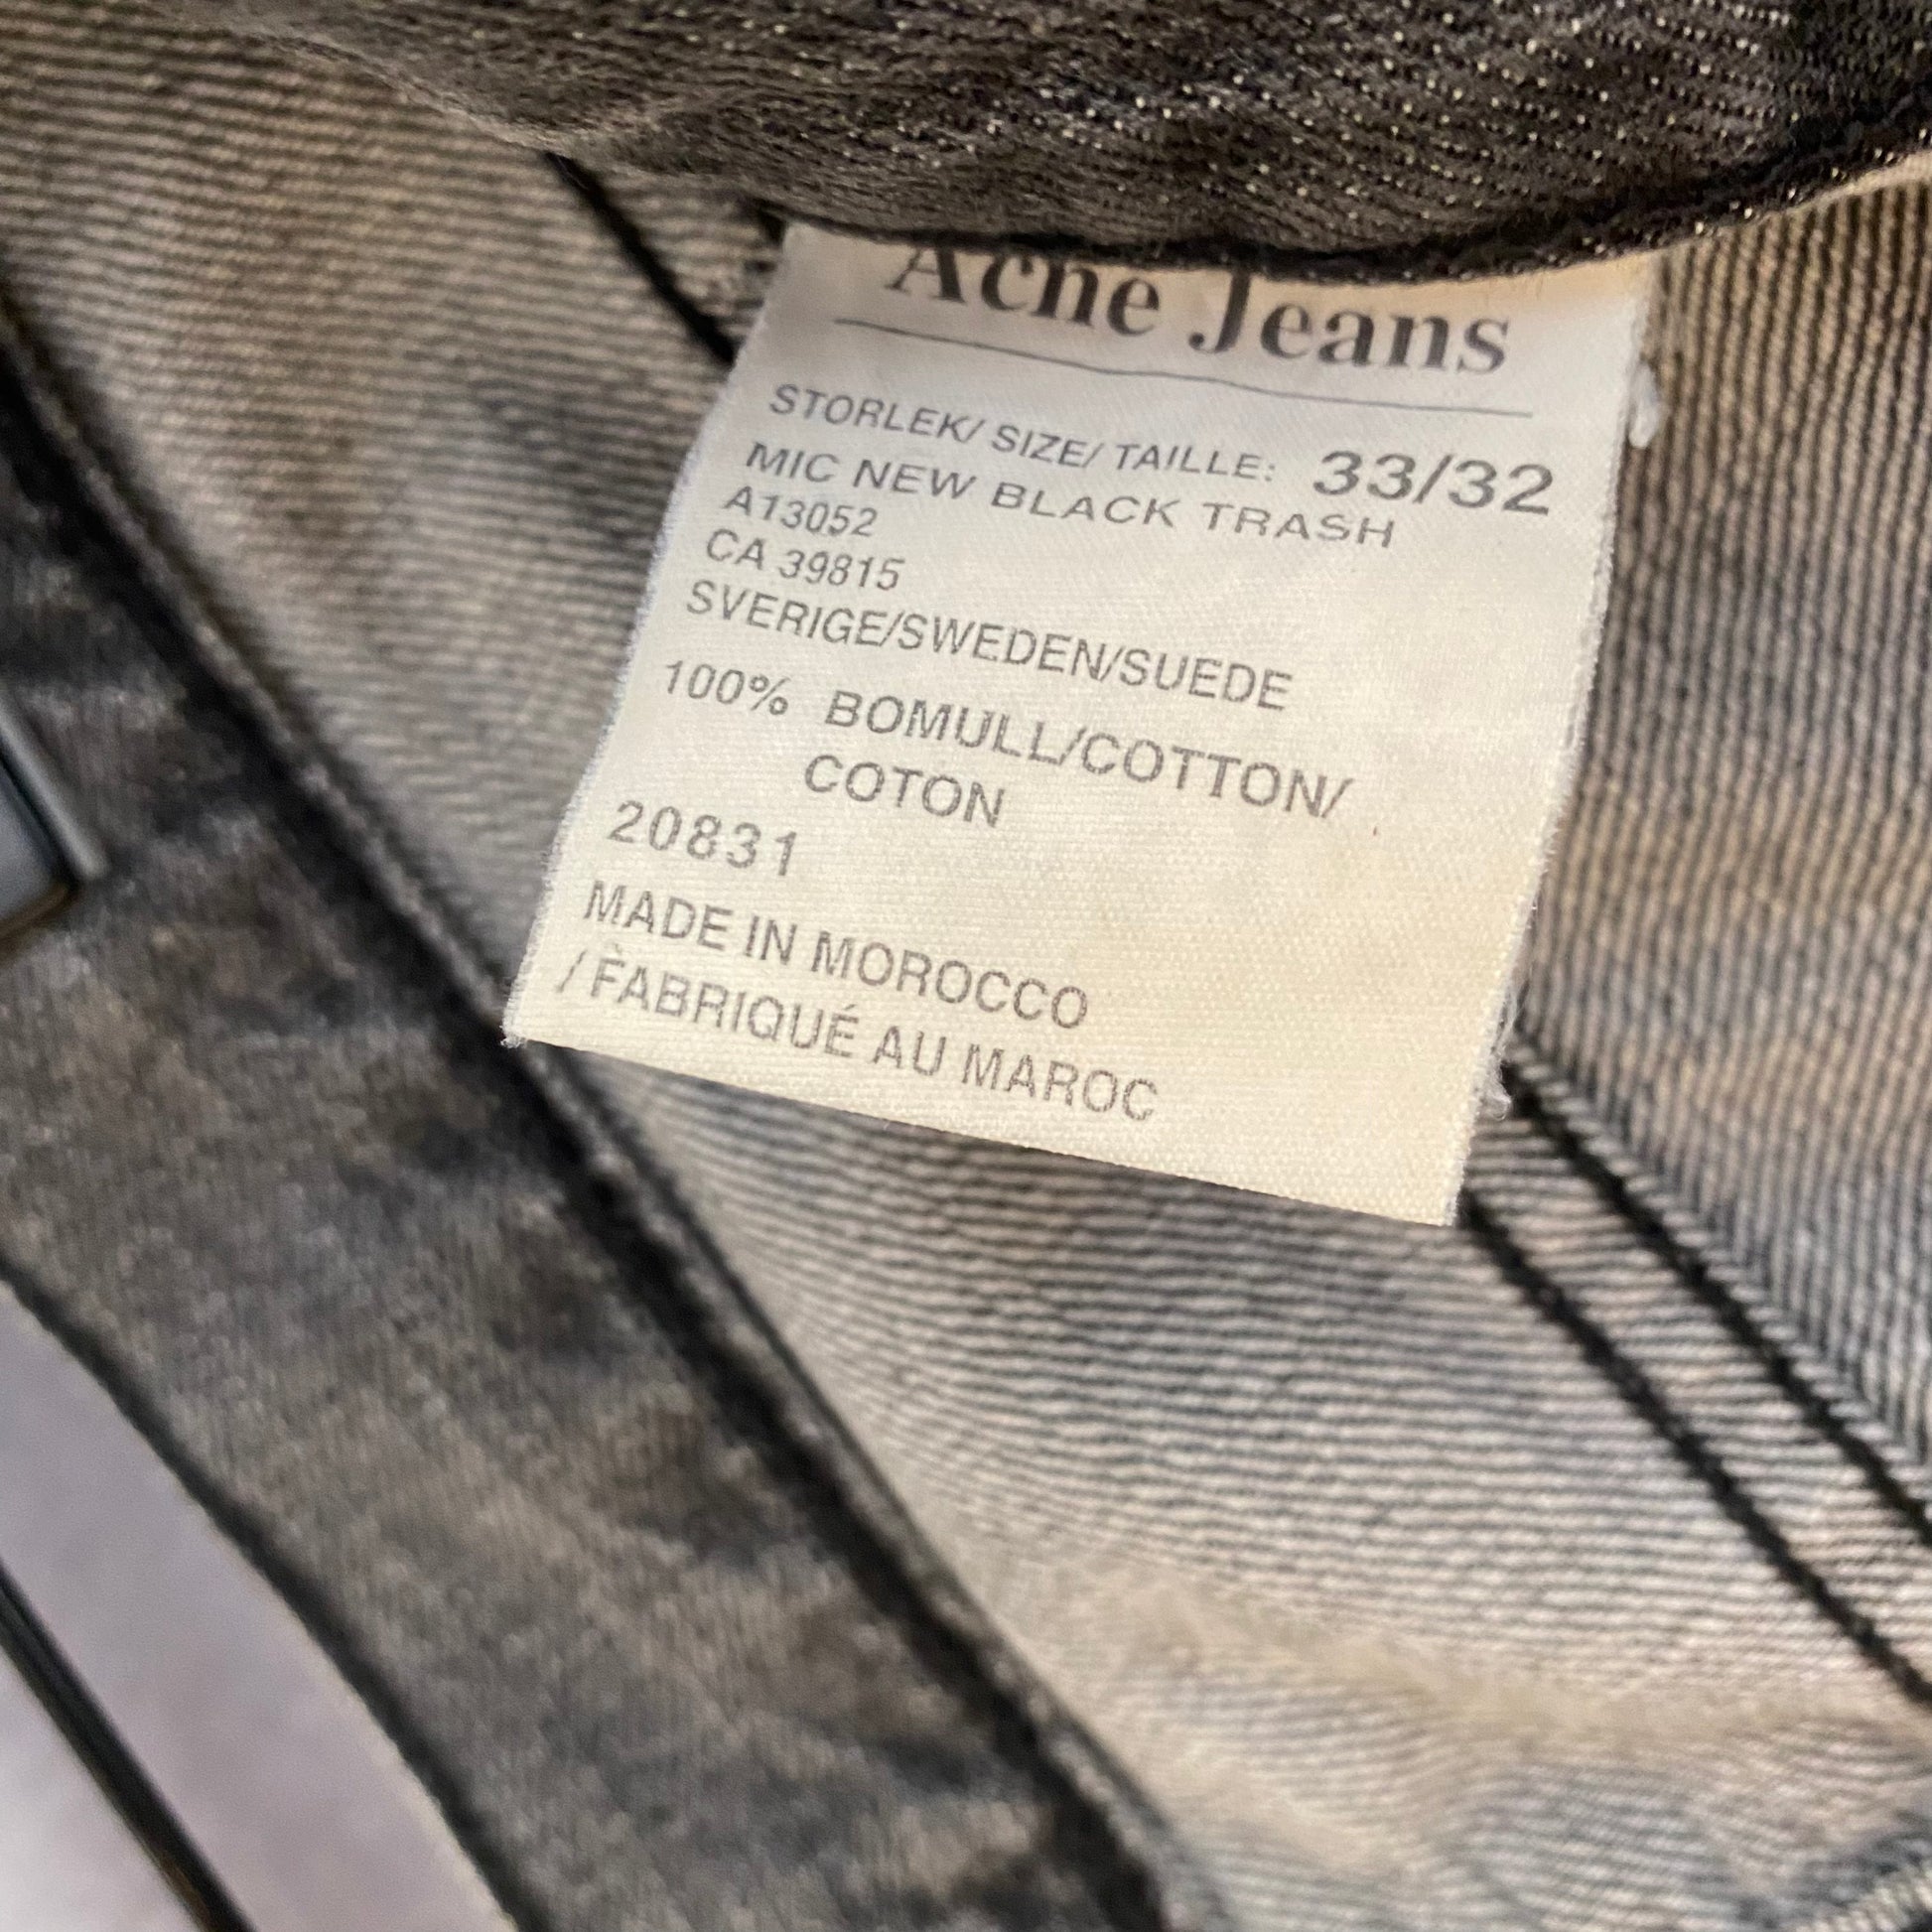 Acne Jeans
STORLEK/ SIZE/ TAILLE: 33/32
MIC NEW BLACK TRASH
A13052
CA 39815
SVERIGE/SWEDEN/SUEDE
100% BOMULL/COTTON/
COTON
20831
MADE IN MOROCCO
/ FABRIQUÉ AU MAROC